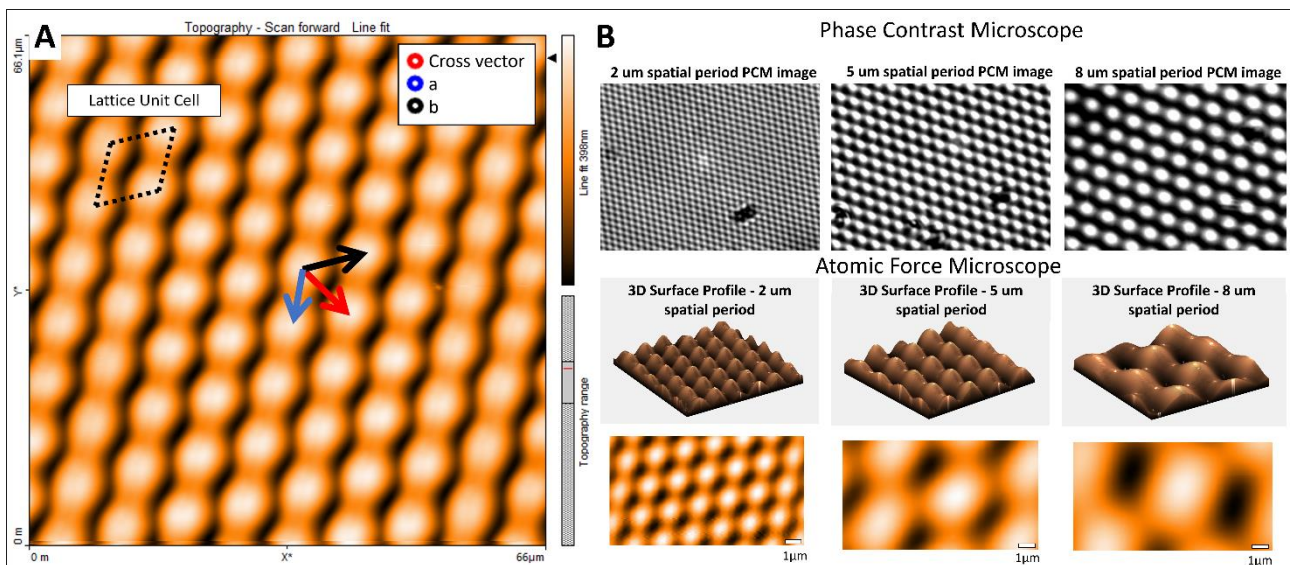 A
Topography - Scan forward Line fit
66.1µm
Y*
0 m
0 m
X*
66µm
Lattice Unit Cell
Cross vector
a
b
Line fit 398nm
Topography range
B
Phase Contrast Microscope
2 um spatial period PCM image
5 um spatial period PCM image
8 um spatial period PCM image
Atomic Force Microscope
3D Surface Profile - 2 um
spatial period
3D Surface Profile - 5 um
spatial period
3D Surface Profile - 8 um
spatial period
1µm
1µm
1µm